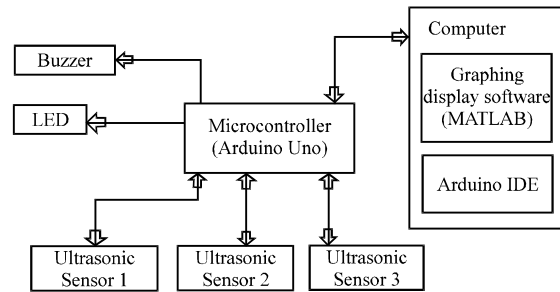 Buzzer
LED
Microcontroller
(Arduino Uno)
Computer
Graphing
display software
(MATLAB)
Arduino IDE
Ultrasonic
Sensor 1
Ultrasonic
Sensor 2
Ultrasonic
Sensor 3